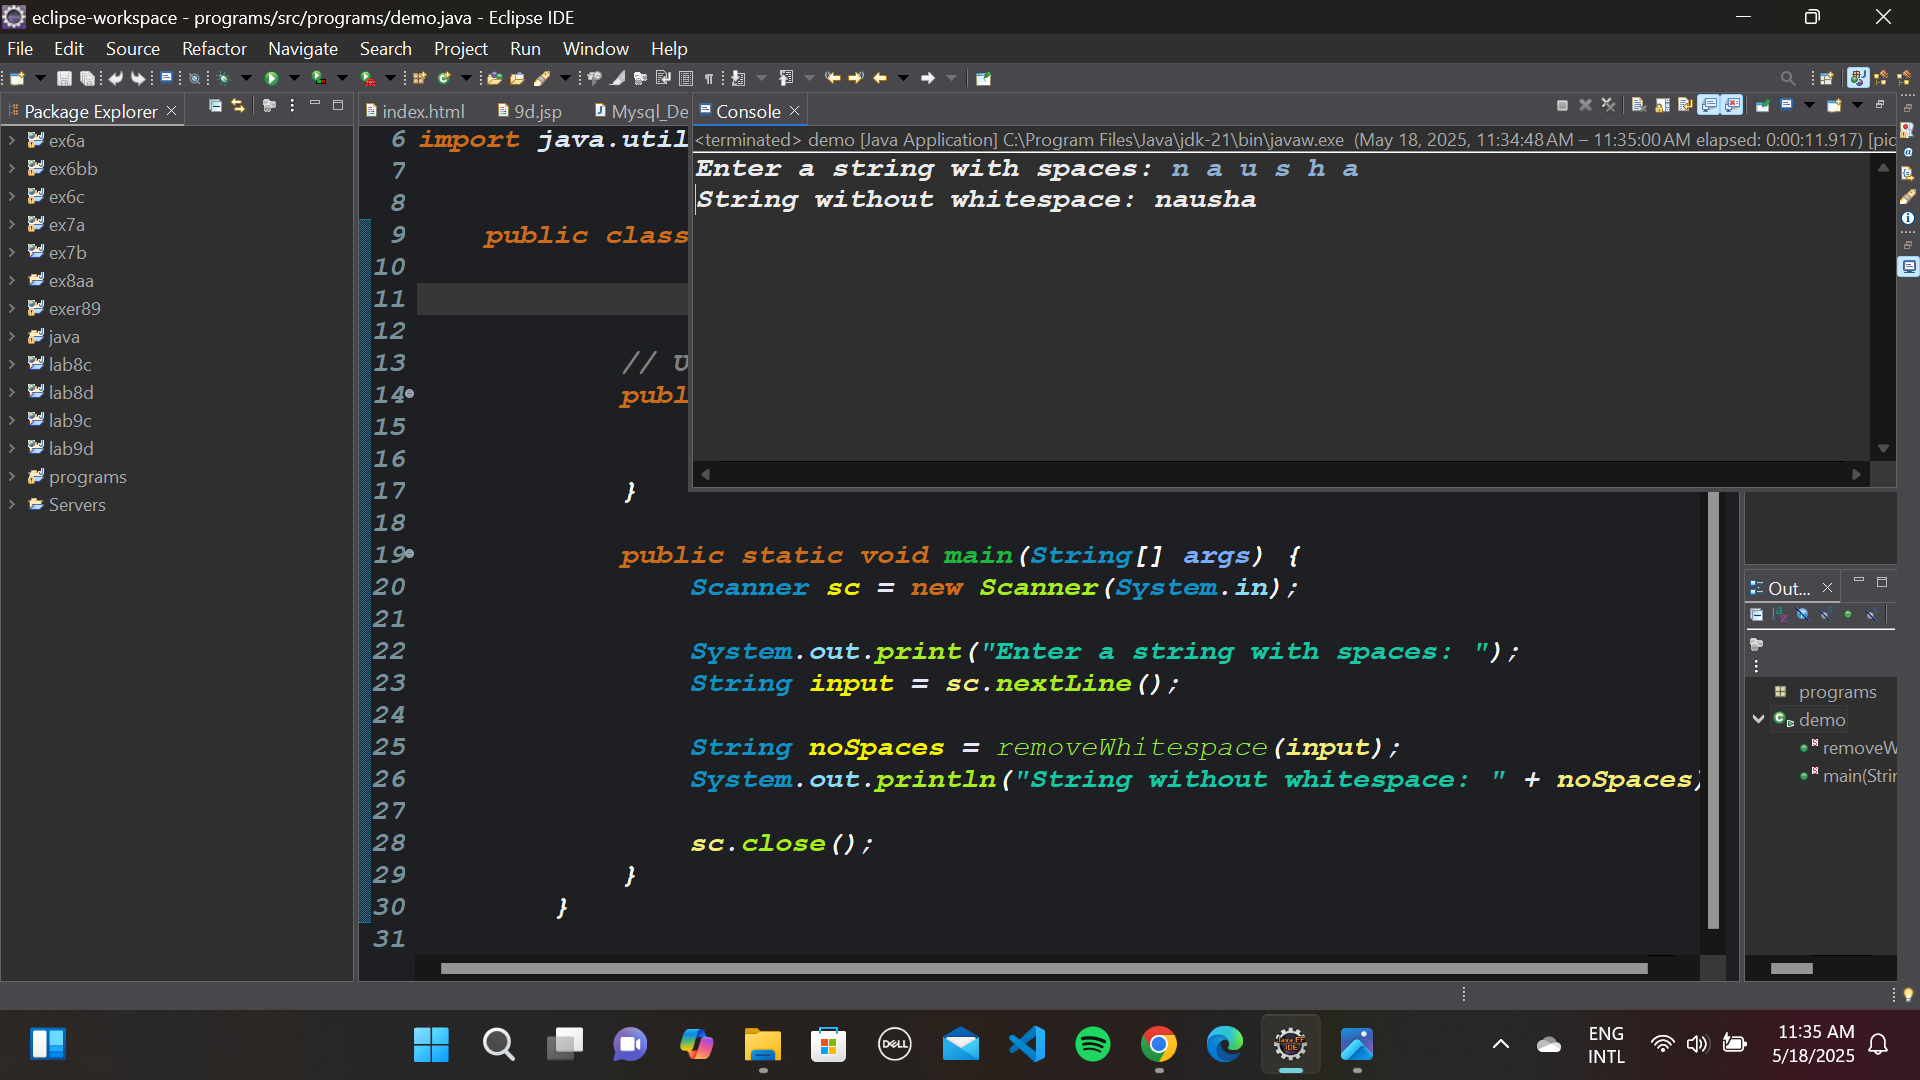 eclipse-workspace - programs/src/programs/demo.java - Eclipse IDE
File Edit Source Refactor Navigate Search Project Run Window Help
Package Explorer
index.html 9d.jsp Mysql_De Console
ex6a
ex6bb
ex6c
ex7a
ex7b
ex8aa
exer89
java
lab8c
lab8d
lab9c
lab9d
programs
Servers
<terminated> demo [Java Application] C:\Program Files\Java\jdk-21\bin\javaw.exe (May 18, 2025, 11:34:48 AM – 11:35:00 AM elapsed: 0:00:11.917) [pid
Enter a string with spaces: n a u s h a
String without whitespace: nausha
6 import java.util
7
8
9 public class
10
11
12
13 // U
14 publ
15
16
17 }
18
19 public static void main(String[] args) {
20 Scanner sc = new Scanner(System.in);
21
22 System.out.print("Enter a string with spaces: ");
23 String input = sc.nextLine();
24
25 String noSpaces = removeWhitespace(input);
26 System.out.println("String without whitespace: " + noSpaces)
27
28 sc.close();
29 }
30 }
31
Out...
programs
demo
removeW
main(Strin
DELL
Java EE
IDE
ENG
INTL
11:35 AM
5/18/2025